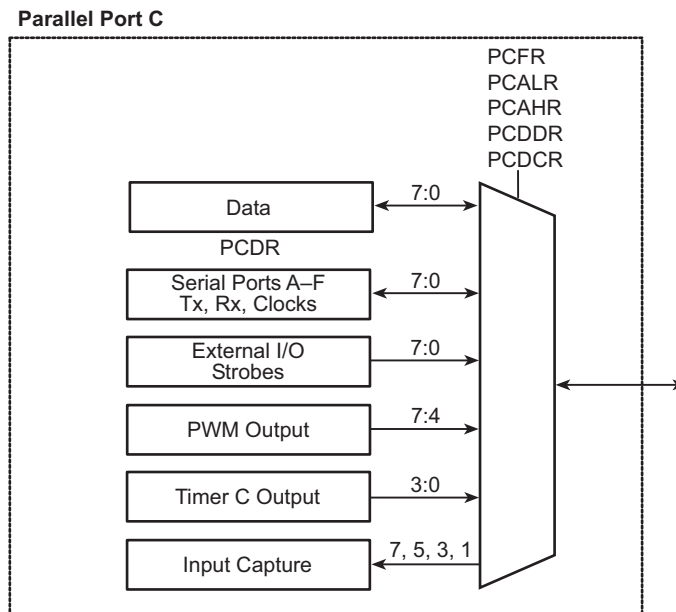 Parallel Port C
PCFR
PCALR
PCAHR
PCDDR
PCDCR
Data
7:0
PCDR
Serial Ports A–F
Tx, Rx, Clocks
7:0
External I/O
Strobes
7:0
PWM Output
7:4
Timer C Output
3:0
Input Capture
7, 5, 3, 1